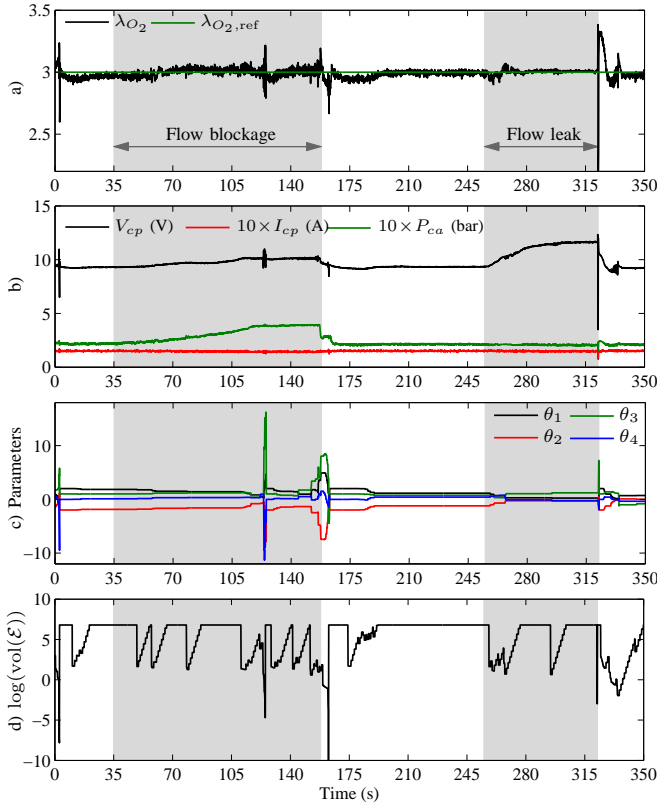 λ_{O_2} λ_{O_2,ref}
3.5
3
2.5
a)
Flow blockage
Flow leak
0 35 70 105 140 175 210 245 280 315 350
V_{cp} (V) 10×I_{cp} (A) 10×P_{ca} (bar)
15
10
5
0
b)
0 35 70 105 140 175 210 245 280 315 350
θ_1 θ_3
θ_2 θ_4
10
0
−10
c) Parameters
0 35 70 105 140 175 210 245 280 315 350
10
5
0
−5
−10
d) log(vol(ℰ))
0 35 70 105 140 175 210 245 280 315 350
Time (s)